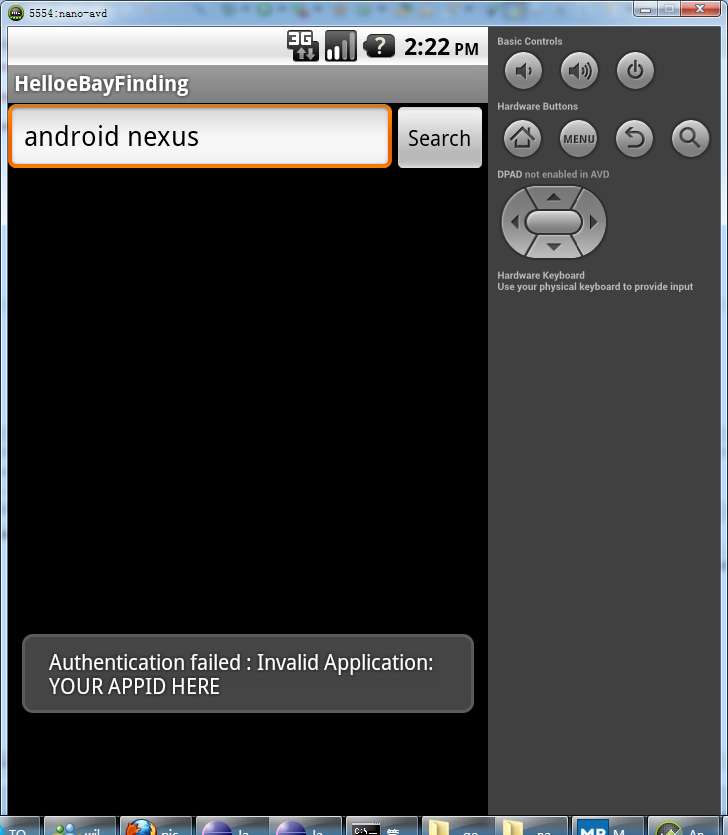 5554:nano-avd
3G
?
2:22 PM
HelloeBayFinding
android nexus
Search
Authentication failed : Invalid Application:
YOUR APPID HERE
Basic Controls
Hardware Buttons
MENU
DPAD not enabled in AVD
Hardware Keyboard
Use your physical keyboard to provide input